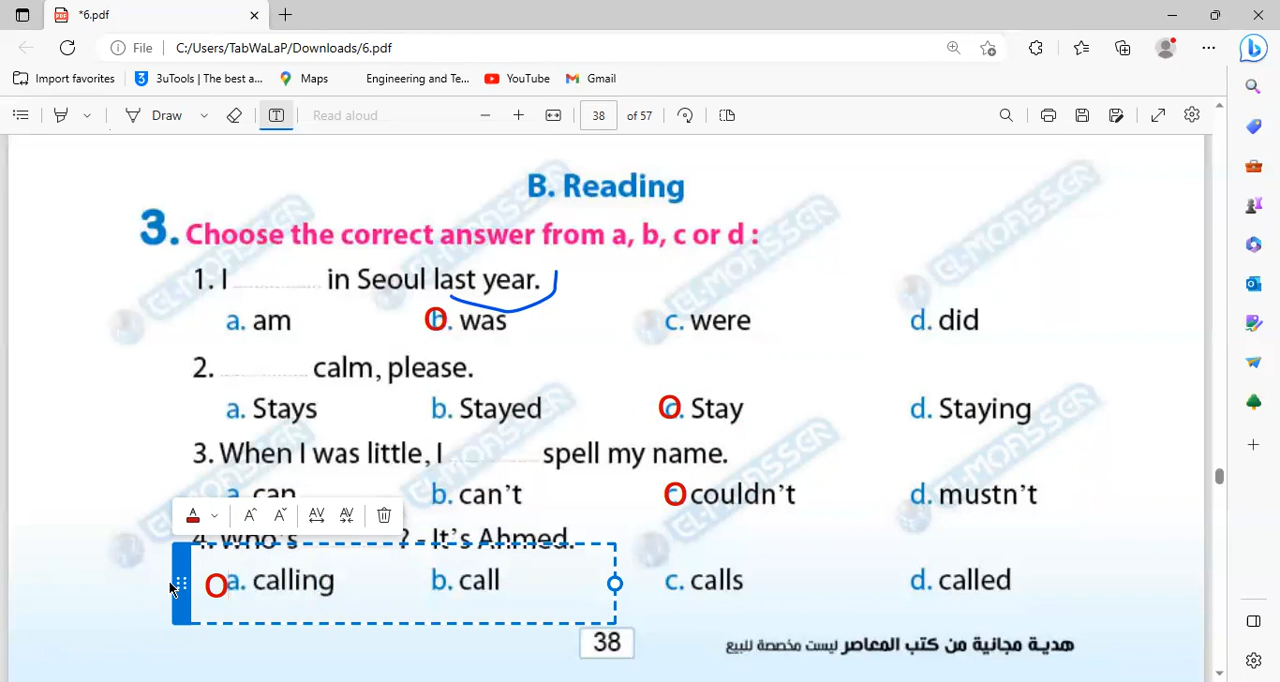 *6.pdf
File C:/Users/TabWaLaP/Downloads/6.pdf
Import favorites 3uTools | The best a... Maps Engineering and Te... YouTube Gmail
Draw Read aloud 38 of 57
B. Reading
3. Choose the correct answer from a, b, c or d :
1. I .................... in Seoul last year.
a. am b. was c. were d. did
2. .................... calm, please.
a. Stays b. Stayed c. Stay d. Staying
3. When I was little, I .................... spell my name.
a. can b. can't c. couldn't d. mustn't
4. Who's ? - It's Ahmed.
O a. calling b. call c. calls d. called
38
هدية مجانية من كتب المعاصر ليست مخصصة للبيع
ELMOASSER